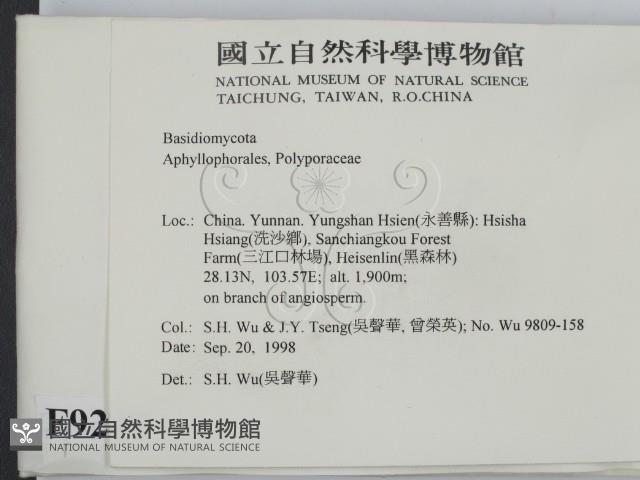 國立自然科學博物館
NATIONAL MUSEUM OF NATURAL SCIENCE
TAICHUNG, TAIWAN, R.O.CHINA
Basidiomycota
Aphyllophorales, Polyporaceae
Loc.: China. Yunnan. Yungshan Hsien(永善縣): Hsisha
Hsiang(洗沙鄉), Sanchiangkou Forest
Farm(三江口林場), Heisenlin(黑森林)
28.13N, 103.57E; alt. 1,900m;
on branch of angiosperm.
Col.: S.H. Wu & J.Y. Tseng(吳聲華, 曾榮英); No. Wu 9809-158
Date: Sep. 20, 1998
Det.: S.H. Wu(吳聲華)
F92
國立自然科學博物館
NATIONAL MUSEUM OF NATURAL SCIENCE